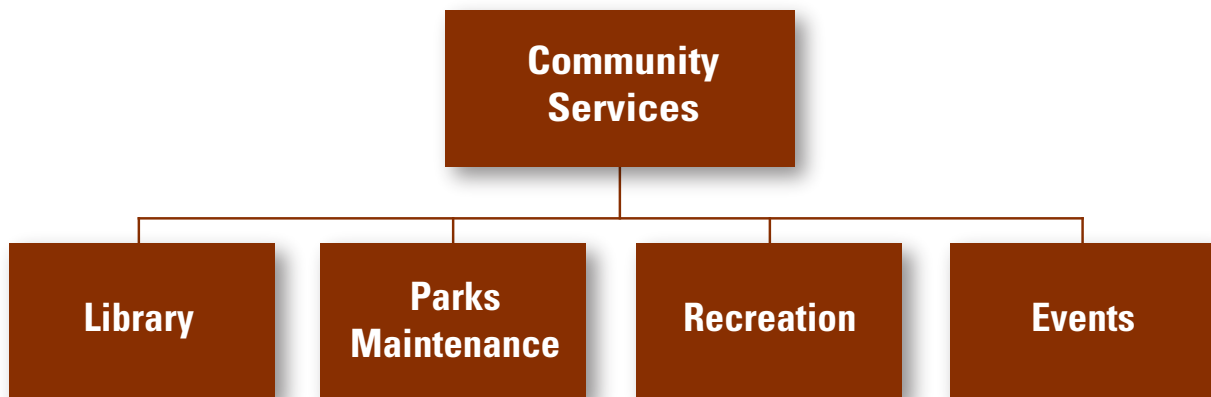 Community
Services
Library
Parks
Maintenance
Recreation
Events